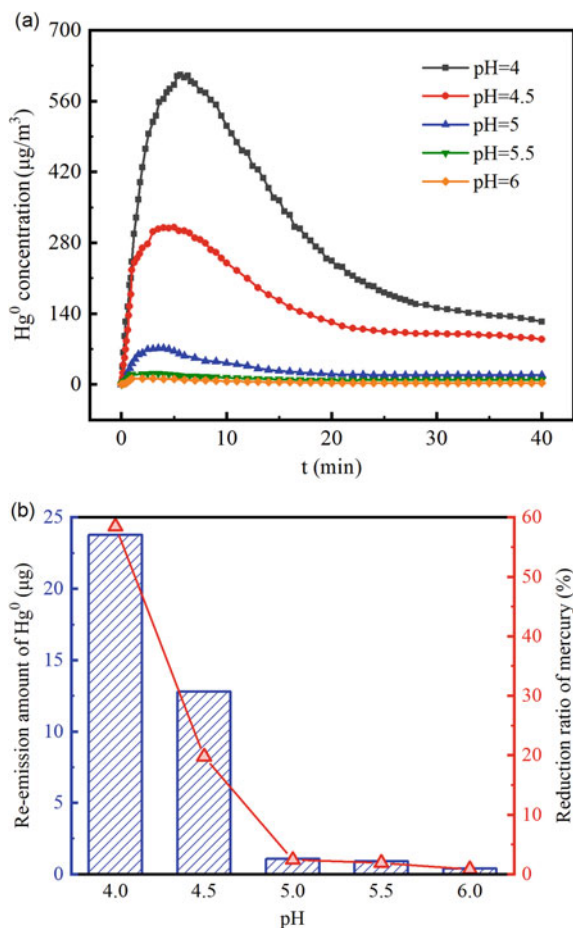 (a)
700
560
420
280
140
0
Hg⁰ concentration (µg/m³)
pH=4
pH=4.5
pH=5
pH=5.5
pH=6
0
10
20
30
40
t (min)
(b)
25
20
15
10
5
0
Re-emission amount of Hg⁰ (µg)
60
50
40
30
20
10
0
Reduction ratio of mercury (%)
4.0
4.5
5.0
5.5
6.0
pH